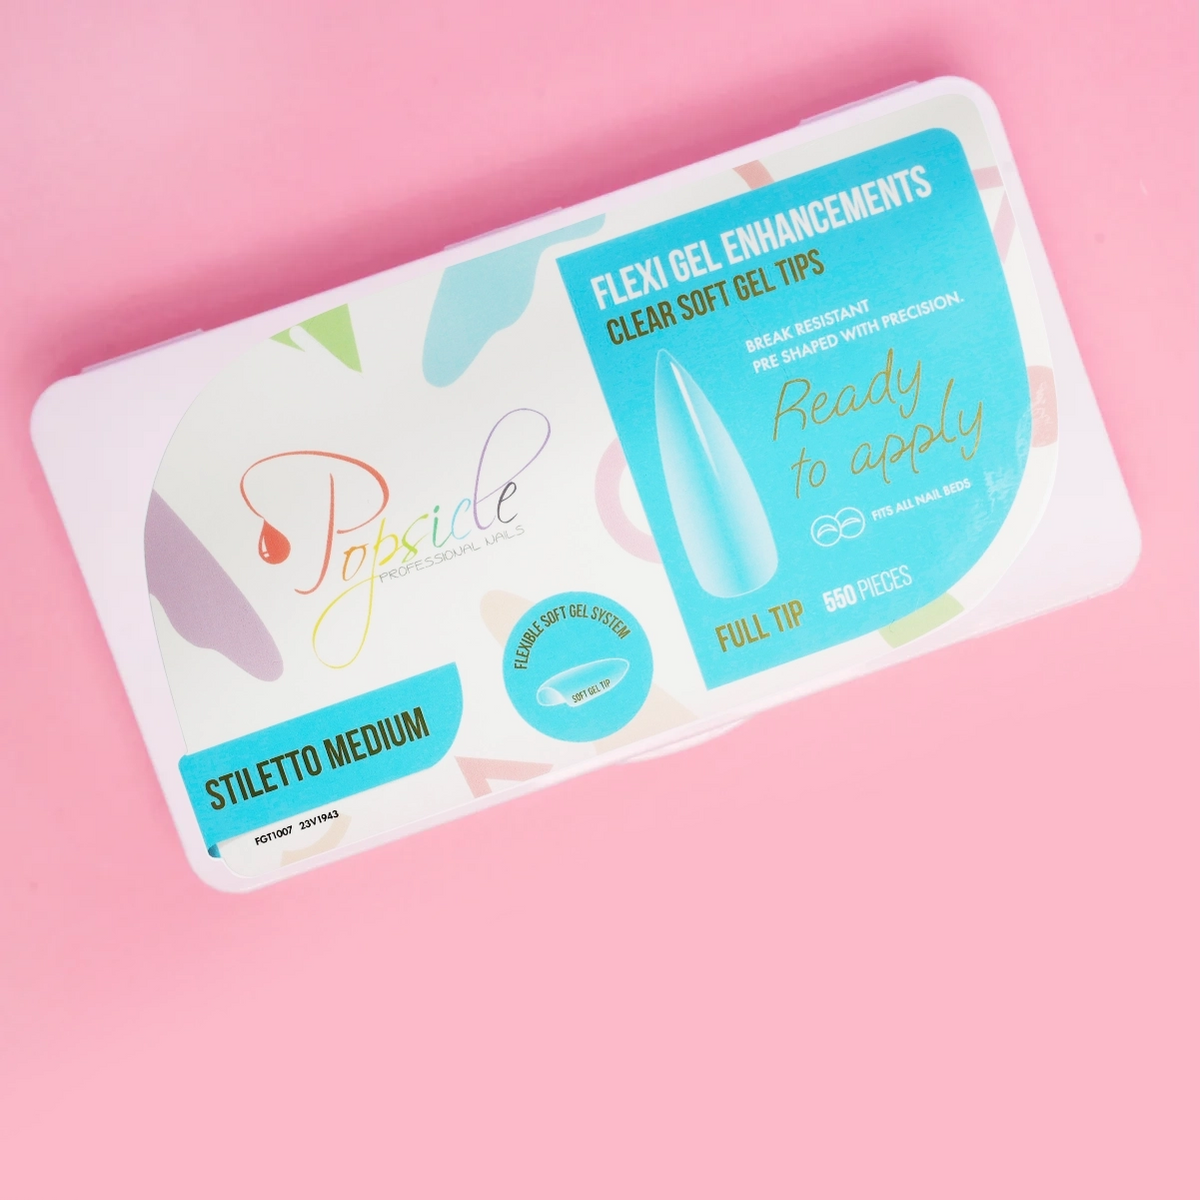 FLEXI GEL ENHANCEMENTS
CLEAR SOFT GEL TIPS
BREAK RESISTANT
PRE SHAPED WITH PRECISION.
Ready
to apply
FITS ALL NAIL BEDS
FULL TIP 550 PIECES
Popsicle
PROFESSIONAL NAILS
FLEXIBLE SOFT GEL SYSTEM
SOFT GEL TIP
STILETTO MEDIUM
FGT1007 23V1943